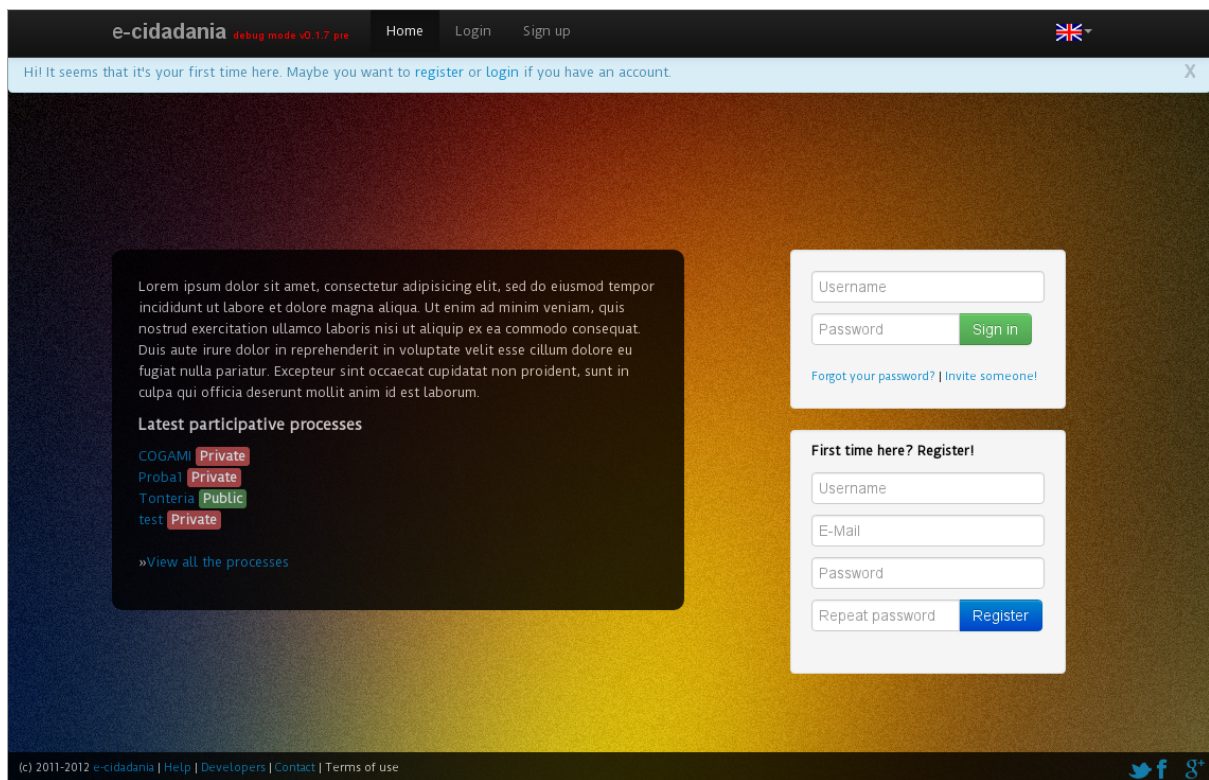 e-cidadania debug mode v0.1.7 pre Home Login Sign up
Hi! It seems that it's your first time here. Maybe you want to register or login if you have an account. X
Lorem ipsum dolor sit amet, consectetur adipisicing elit, sed do eiusmod tempor
incididunt ut labore et dolore magna aliqua. Ut enim ad minim veniam, quis
nostrud exercitation ullamco laboris nisi ut aliquip ex ea commodo consequat.
Duis aute irure dolor in reprehenderit in voluptate velit esse cillum dolore eu
fugiat nulla pariatur. Excepteur sint occaecat cupidatat non proident, sunt in
culpa qui officia deserunt mollit anim id est laborum.
Latest participative processes
COGAMI Private
Proba1 Private
Tonteria Public
test Private
»View all the processes
Username
Password Sign in
Forgot your password? | Invite someone!
First time here? Register!
Username
E-Mail
Password
Repeat password Register
(c) 2011-2012 e-cidadania | Help | Developers | Contact | Terms of use